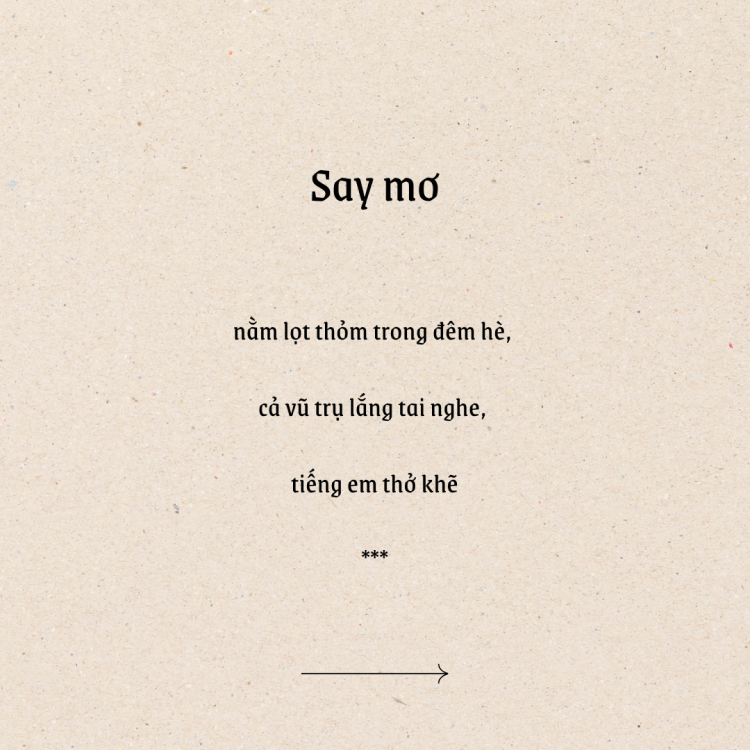 Say mơ
nằm lọt thỏm trong đêm hè,
cả vũ trụ lắng tai nghe,
tiếng em thở khẽ
***